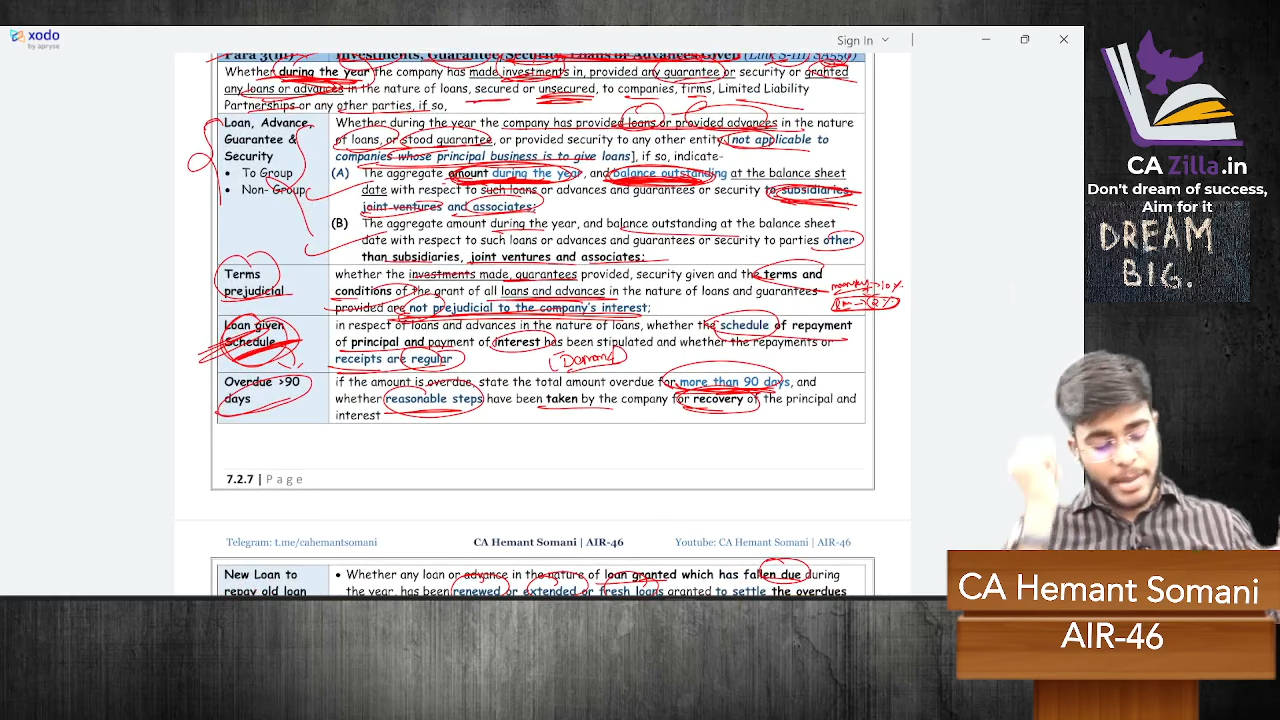 xodo
by apryse
Sign In
Para 3(iii) Investments, Guarantee, Security, Loans or Advances Given (Link S-III, SA550)
Whether during the year the company has made investments in, provided any guarantee or security or granted
any loans or advances in the nature of loans, secured or unsecured, to companies, firms, Limited Liability
Partnerships or any other parties, if so,
Loan, Advance
Guarantee &
Security
• To Group
• Non- Group
Whether during the year the company has provided loans or provided advances in the nature
of loans, or stood guarantee, or provided security to any other entity [not applicable to
companies whose principal business is to give loans], if so, indicate-
(A) The aggregate amount during the year, and balance outstanding at the balance sheet
date with respect to such loans or advances and guarantees or security to subsidiaries,
joint ventures and associates;
(B) The aggregate amount during the year, and balance outstanding at the balance sheet
date with respect to such loans or advances and guarantees or security to parties other
than subsidiaries, joint ventures and associates;
Terms
prejudicial
whether the investments made, guarantees provided, security given and the terms and
conditions of the grant of all loans and advances in the nature of loans and guarantees
provided are not prejudicial to the company's interest;
Loan given
Schedule
in respect of loans and advances in the nature of loans, whether the schedule of repayment
of principal and payment of interest has been stipulated and whether the repayments or
receipts are regular
(Demand)
Overdue >90
days
if the amount is overdue, state the total amount overdue for more than 90 days, and
whether reasonable steps have been taken by the company for recovery of the principal and
interest
7.2.7 | Page
Telegram: t.me/cahemantsomani CA Hemant Somani | AIR-46 Youtube: CA Hemant Somani | AIR-46
New Loan to
repay old loan
• Whether any loan or advance in the nature of loan granted which has fallen due during
the year, has been renewed or extended or fresh loans granted to settle the overdues
CA Zilla.in
Don't dream of success,
Aim for it
DREAM
BIG.
CA Hemant Somani
AIR-46